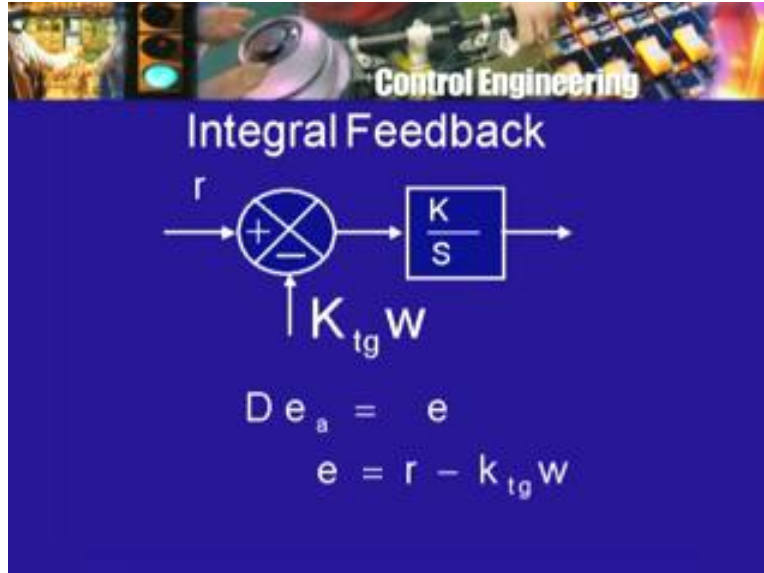 Control Engineering
Integral Feedback
r
+
−
K
S
K tg w
D e a = e
e = r − k tg w